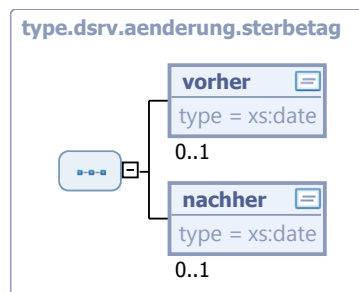 type.dsrv.aenderung.sterbetag
vorher
type = xs:date
0..1
nachher
type = xs:date
0..1